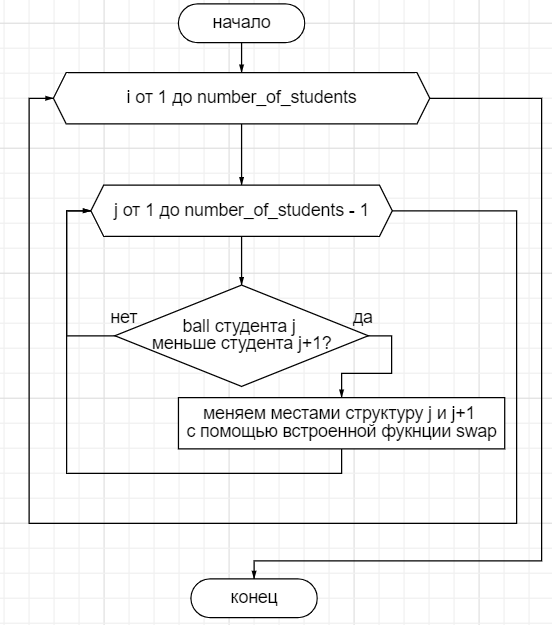 начало
i от 1 до number_of_students
j от 1 до number_of_students - 1
нет
да
ball студента j
меньше студента j+1?
меняем местами структуру j и j+1
с помощью встроенной фукнции swap
конец